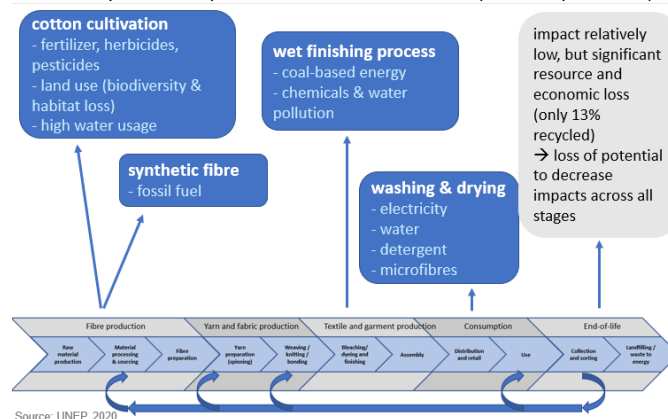 cotton cultivation
- fertilizer, herbicides,
pesticides
- land use (biodiversity &
habitat loss)
- high water usage
synthetic fibre
- fossil fuel
wet finishing process
- coal-based energy
- chemicals & water
pollution
washing & drying
- electricity
- water
- detergent
- microfibres
impact relatively
low, but significant
resource and
economic loss
(only 13%
recycled)
→ loss of potential
to decrease
impacts across all
stages
Fibre production
Yarn and fabric production
Textile and garment production
Consumption
End-of-life
Raw
material
production
Material
processing
& sourcing
Fibre
preparation
Yarn
preparation
(spinning)
Weaving /
knitting /
bonding
Bleaching/
dyeing and
finishing
Assembly
Distribution
and retail
Use
Collection
and sorting
Landfilling /
waste to
energy
Source: UNEP, 2020